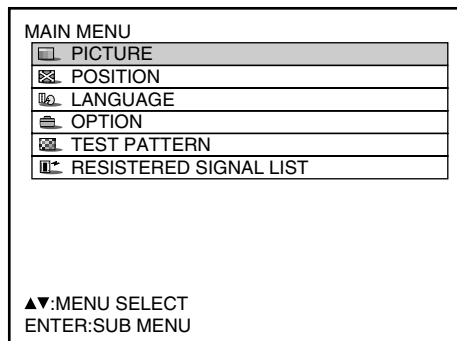 MAIN MENU
PICTURE
POSITION
LANGUAGE
OPTION
TEST PATTERN
RESISTERED SIGNAL LIST
▲▼:MENU SELECT
ENTER:SUB MENU